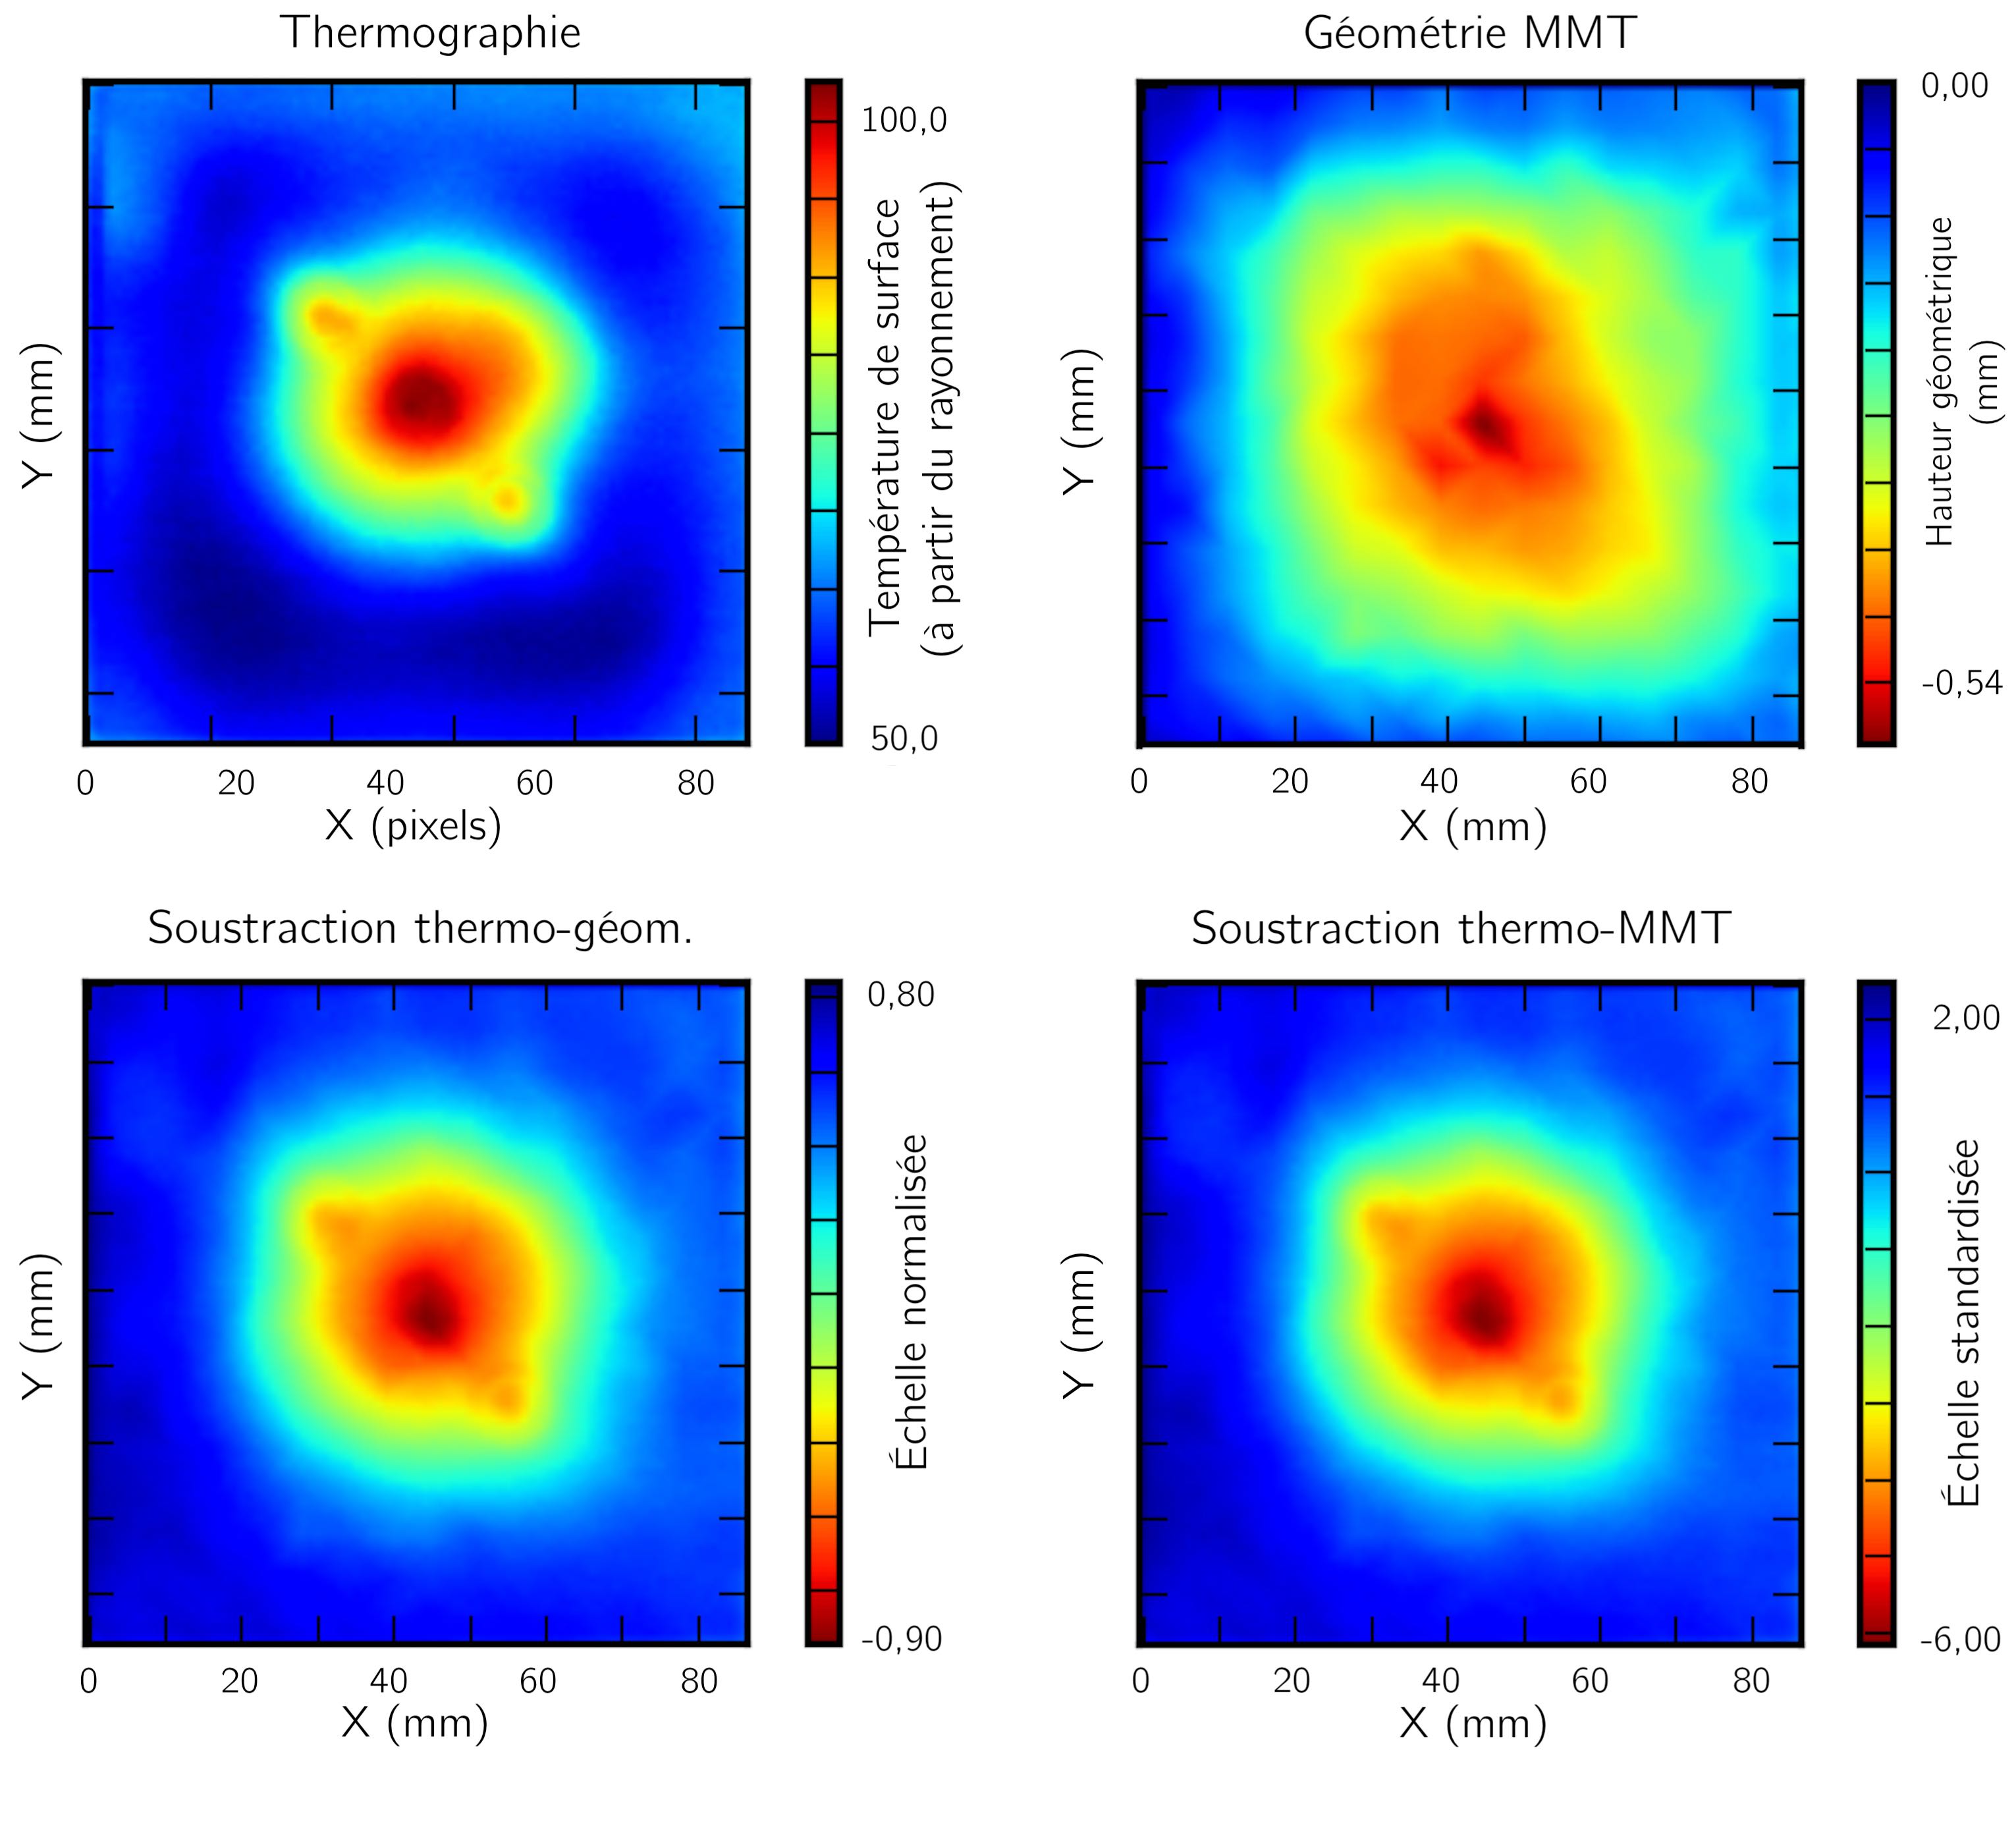 Thermographie
Y (mm)
0 20 40 60 80
X (pixels)
100,0
50,0
Température de surface
(à partir du rayonnement)
Géométrie MMT
Y (mm)
0 20 40 60 80
X (mm)
0,00
-0,54
Hauteur géométrique
(mm)
Soustraction thermo-géom.
Y (mm)
0 20 40 60 80
X (mm)
0,80
-0,90
Échelle normalisée
Soustraction thermo-MMT
Y (mm)
0 20 40 60 80
X (mm)
2,00
-6,00
Échelle standardisée